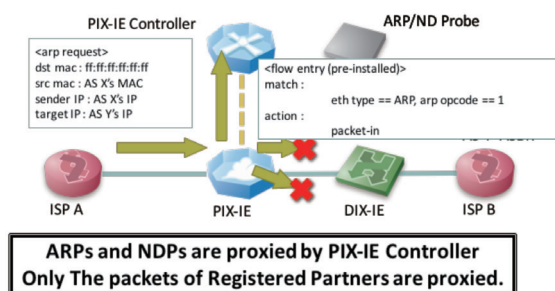 PIX-IE Controller
ARP/ND Probe
<arp request>
dst mac : ff:ff:ff:ff:ff:ff
src mac : AS X's MAC
sender IP : AS X's IP
target IP : AS Y's IP
<flow entry (pre-installed)>
match :
eth type == ARP, arp opcode == 1
action :
packet-in
ISP A
PIX-IE
DIX-IE
ISP B
ARPs and NDPs are proxied by PIX-IE Controller
Only The packets of Registered Partners are proxied.